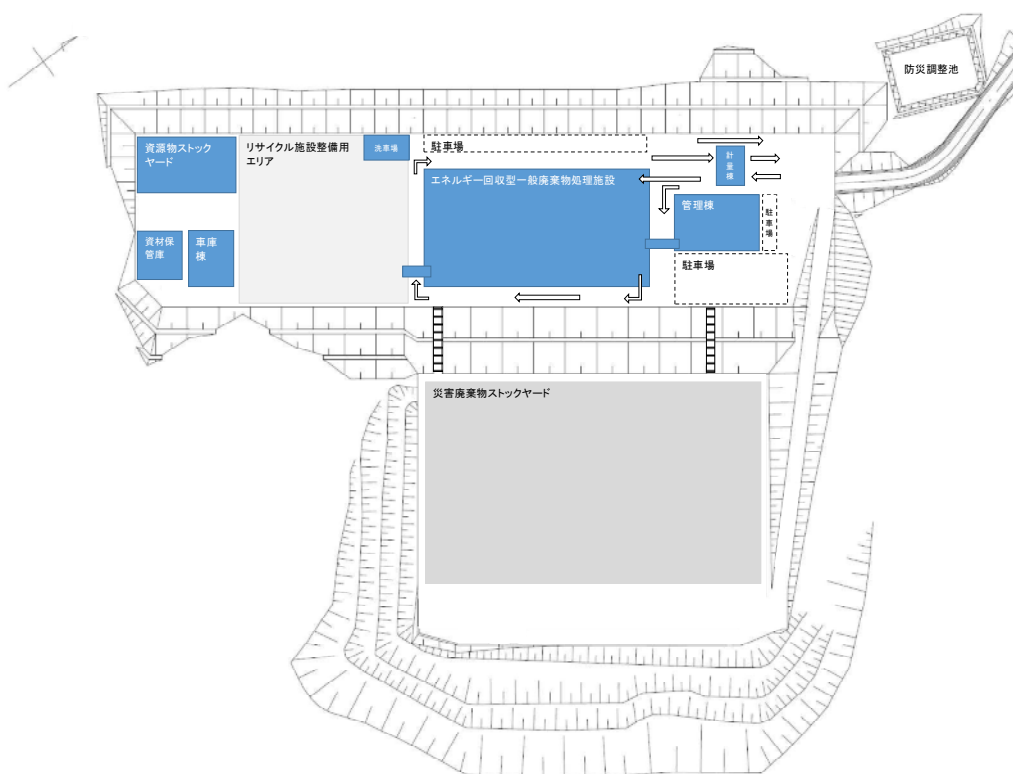 防災調整池
資源物ストック
ヤード
リサイクル施設整備用
エリア
洗車場
駐車場
計量棟
エネルギー回収型一般廃棄物処理施設
管理棟
駐車場
資材保
管庫
車庫
棟
駐車場
災害廃棄物ストックヤード